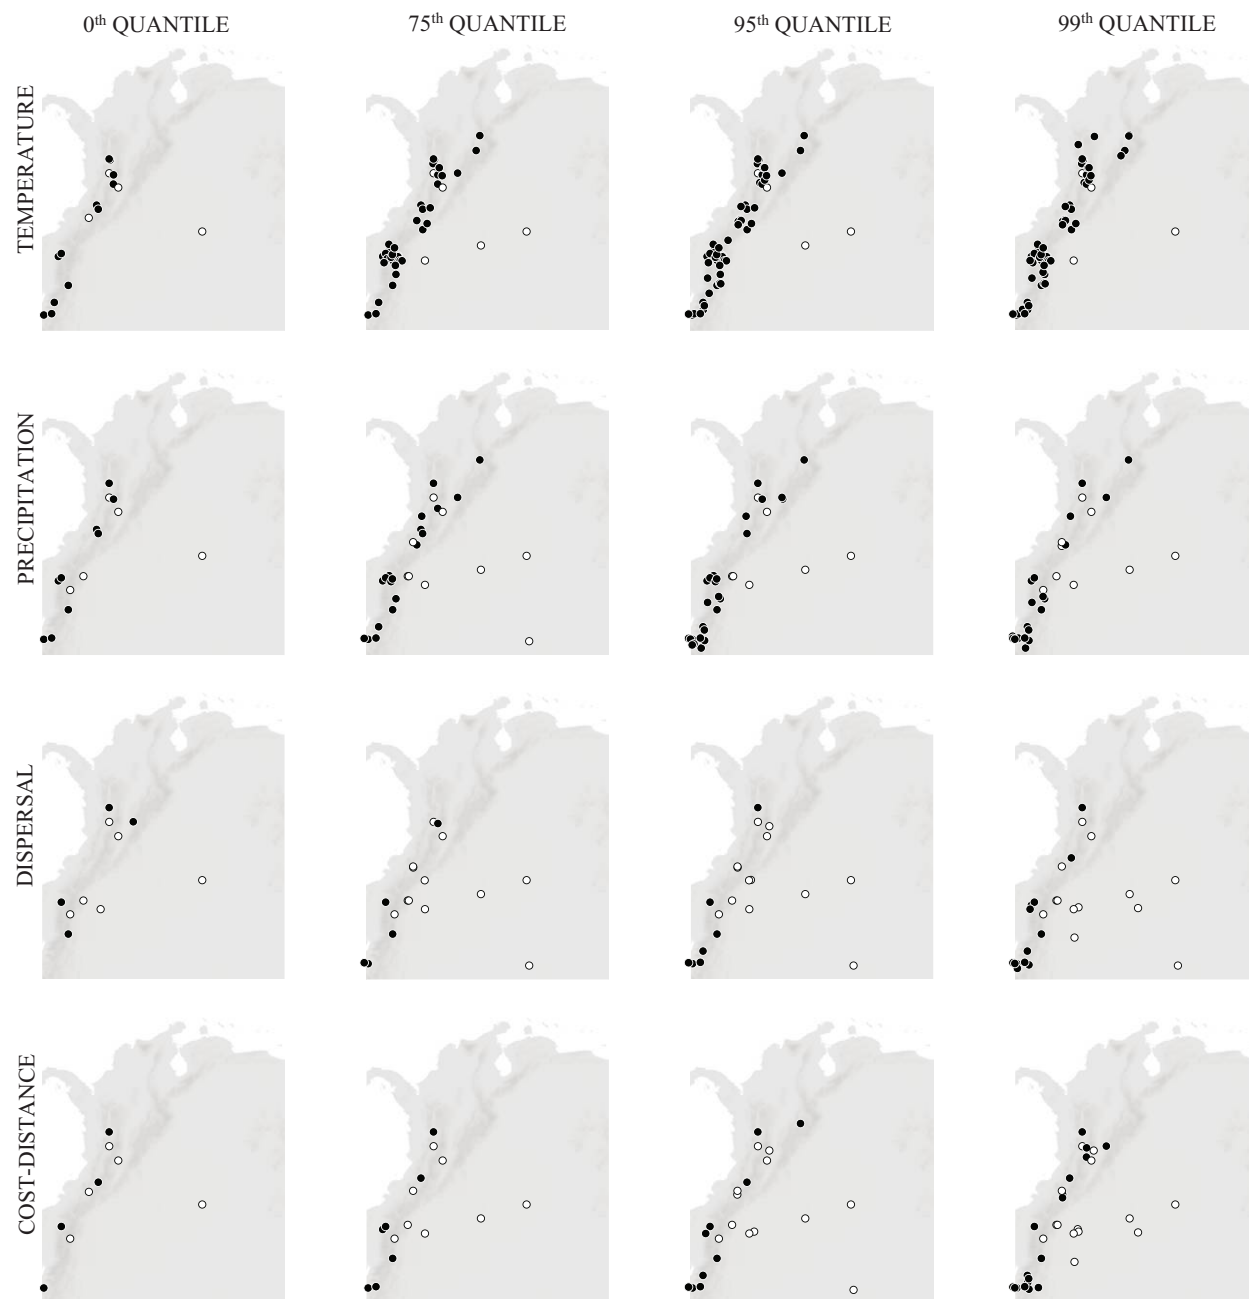 0th QUANTILE
75th QUANTILE
95th QUANTILE
99th QUANTILE
TEMPERATURE
PRECIPITATION
DISPERSAL
COST-DISTANCE